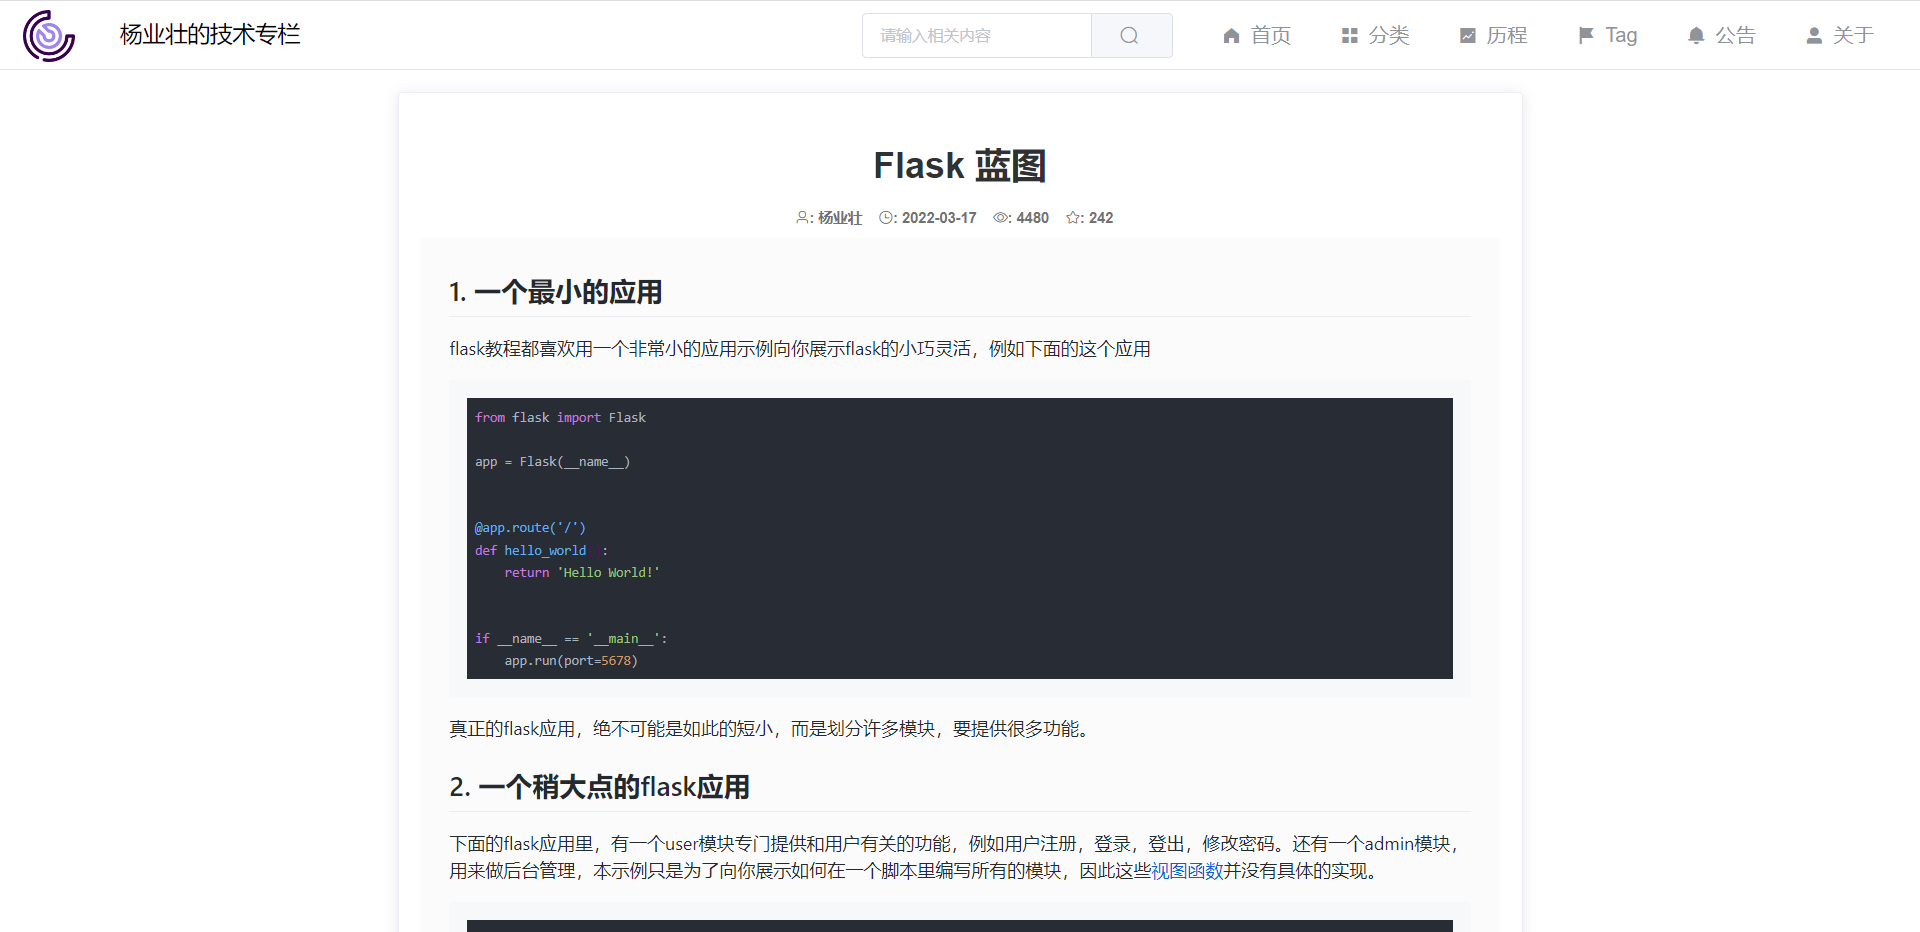 杨业壮的技术专栏
请输入相关内容
首页
分类
历程
Tag
公告
关于
Flask 蓝图
: 杨业壮 : 2022-03-17 : 4480 : 242
1. 一个最小的应用
flask教程都喜欢用一个非常小的应用示例向你展示flask的小巧灵活，例如下面的这个应用
from flask import Flask
app = Flask(__name__)
@app.route('/')
def hello_world :
    return 'Hello World!'
if __name__ == '__main__':
    app.run(port=5678)
真正的flask应用，绝不可能是如此的短小，而是划分许多模块，要提供很多功能。
2. 一个稍大点的flask应用
下面的flask应用里，有一个user模块专门提供和用户有关的功能，例如用户注册，登录，登出，修改密码。还有一个admin模块，
用来做后台管理，本示例只是为了向你展示如何在一个脚本里编写所有的模块，因此这些视图函数并没有具体的实现。